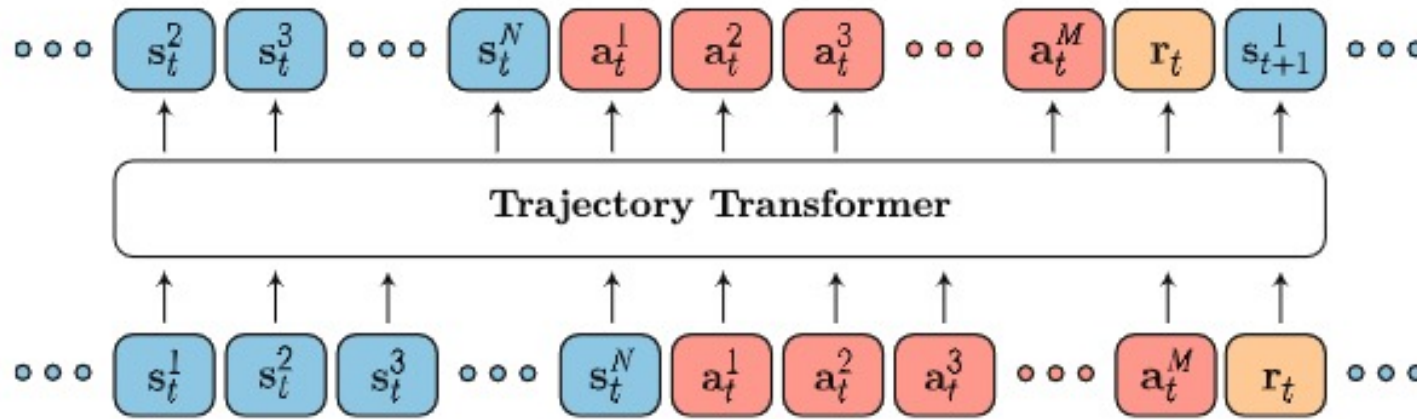 ••• s_t^2 s_t^3 ••• s_t^N a_t^1 a_t^2 a_t^3 ••• a_t^M r_t s_{t+1}^1 •••
Trajectory Transformer
••• s_t^1 s_t^2 s_t^3 ••• s_t^N a_t^1 a_t^2 a_t^3 ••• a_t^M r_t •••